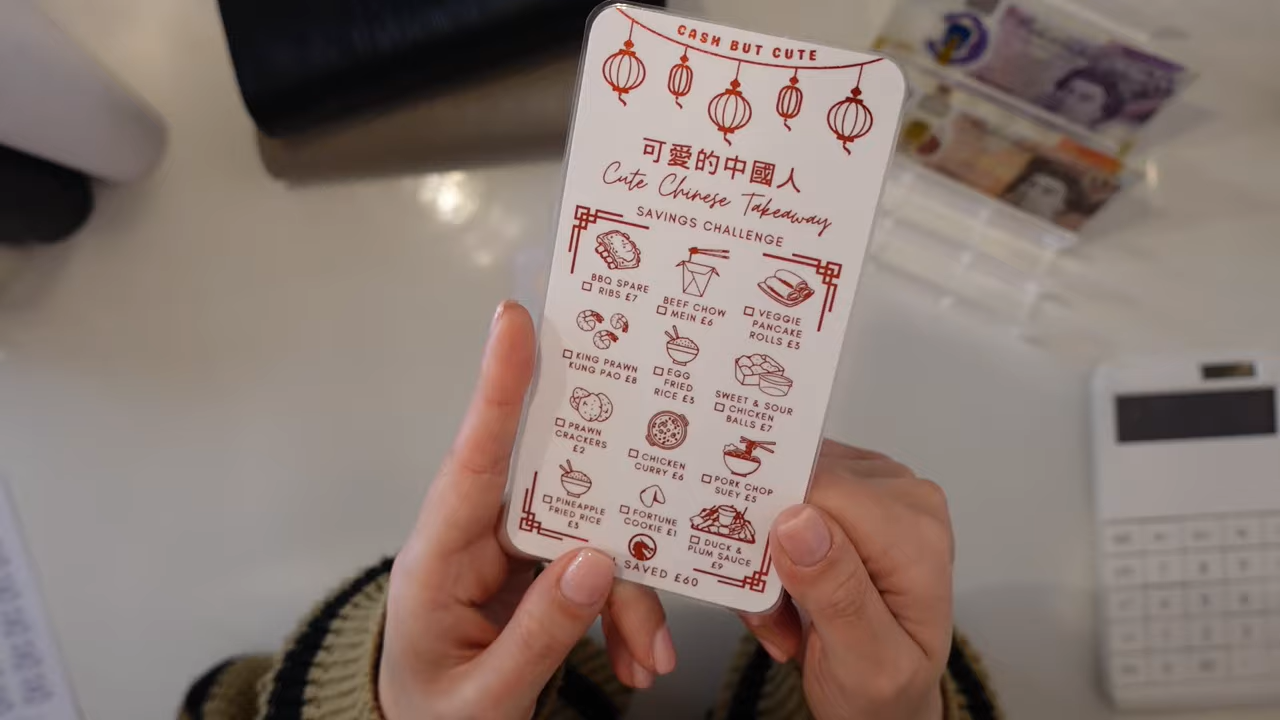 CASH BUT CUTE
可愛的中國人
Cute Chinese Takeaway
SAVINGS CHALLENGE
BBQ SPARE
RIBS £7
BEEF CHOW
MEIN £6
VEGGIE
PANCAKE
ROLLS £3
KING PRAWN
KUNG PAO £8
EGG
FRIED
RICE £3
SWEET & SOUR
CHICKEN
BALLS £7
PRAWN
CRACKERS
£2
CHICKEN
CURRY £6
PORK CHOP
SUEY £5
PINEAPPLE
FRIED RICE
£3
FORTUNE
COOKIE £1
DUCK &
PLUM SAUCE
£9
SAVED £60